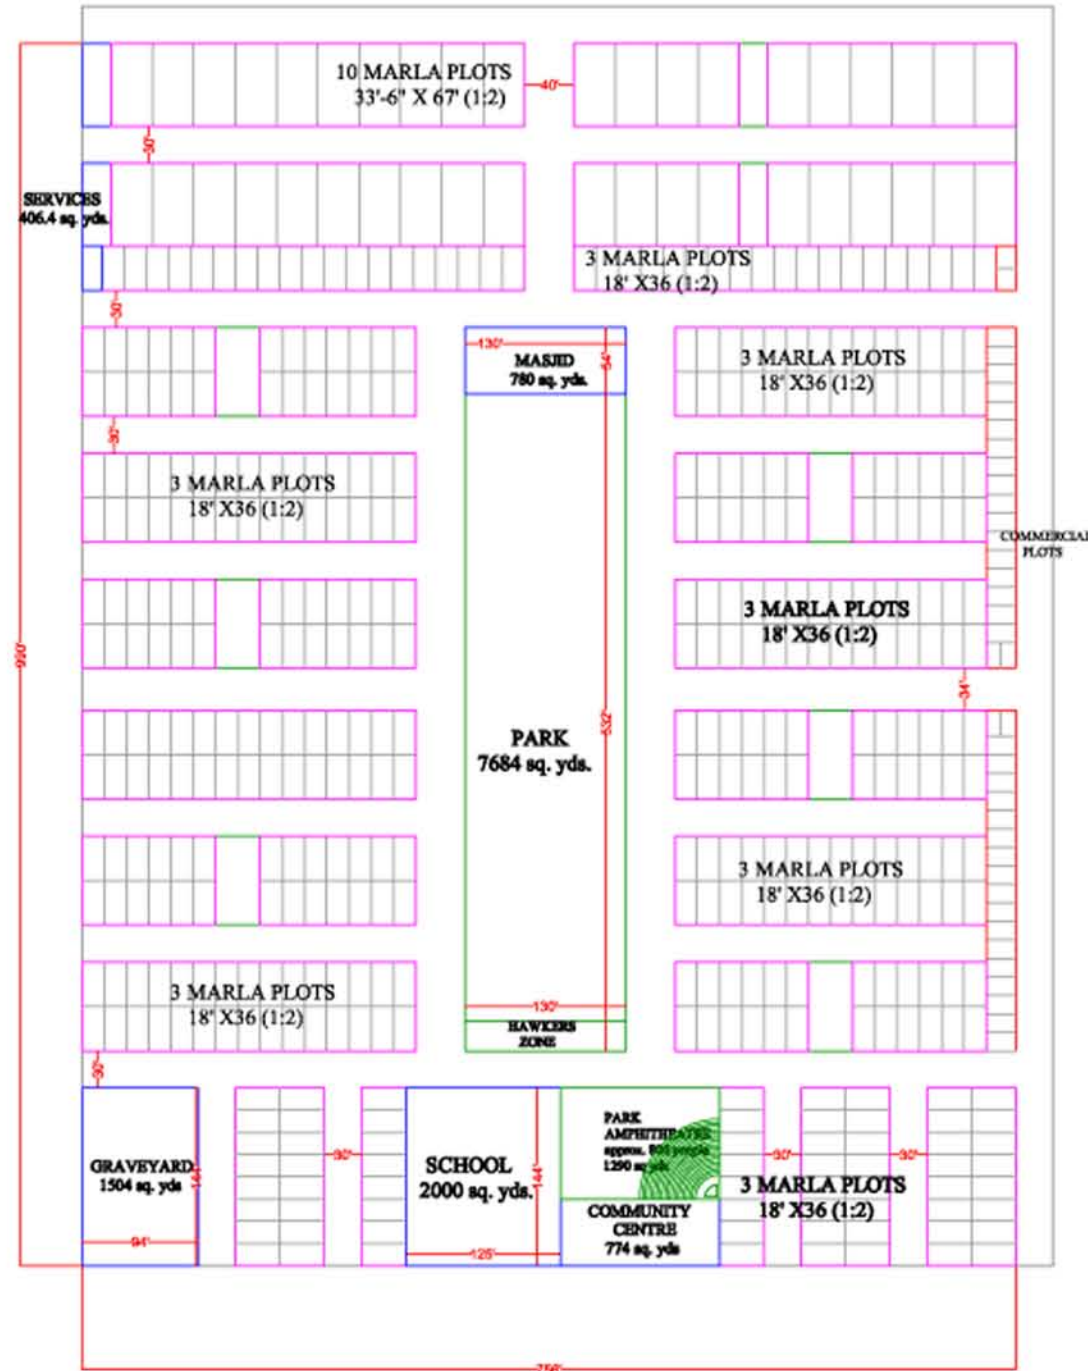 10 MARLA PLOTS
33'-6" X 67' (1:2)
40'
30'
SERVICES
406.4 sq. yds.
3 MARLA PLOTS
18' X36 (1:2)
30'
130'
MASJID
780 sq. yds.
54'
3 MARLA PLOTS
18' X36 (1:2)
30'
3 MARLA PLOTS
18' X36 (1:2)
COMMERCIAL
PLOTS
3 MARLA PLOTS
18' X36 (1:2)
990'
34'
PARK
7684 sq. yds.
532'
3 MARLA PLOTS
18' X36 (1:2)
3 MARLA PLOTS
18' X36 (1:2)
130'
HAWKERS
ZONE
30'
GRAVEYARD
1504 sq. yds
144'
94'
30'
SCHOOL
2000 sq. yds.
144'
PARK
AMPHITHEATRE
approx.
1290 sq
COMMUNITY
CENTRE
774 sq. yds
30'
30'
3 MARLA PLOTS
18' X36 (1:2)
756'